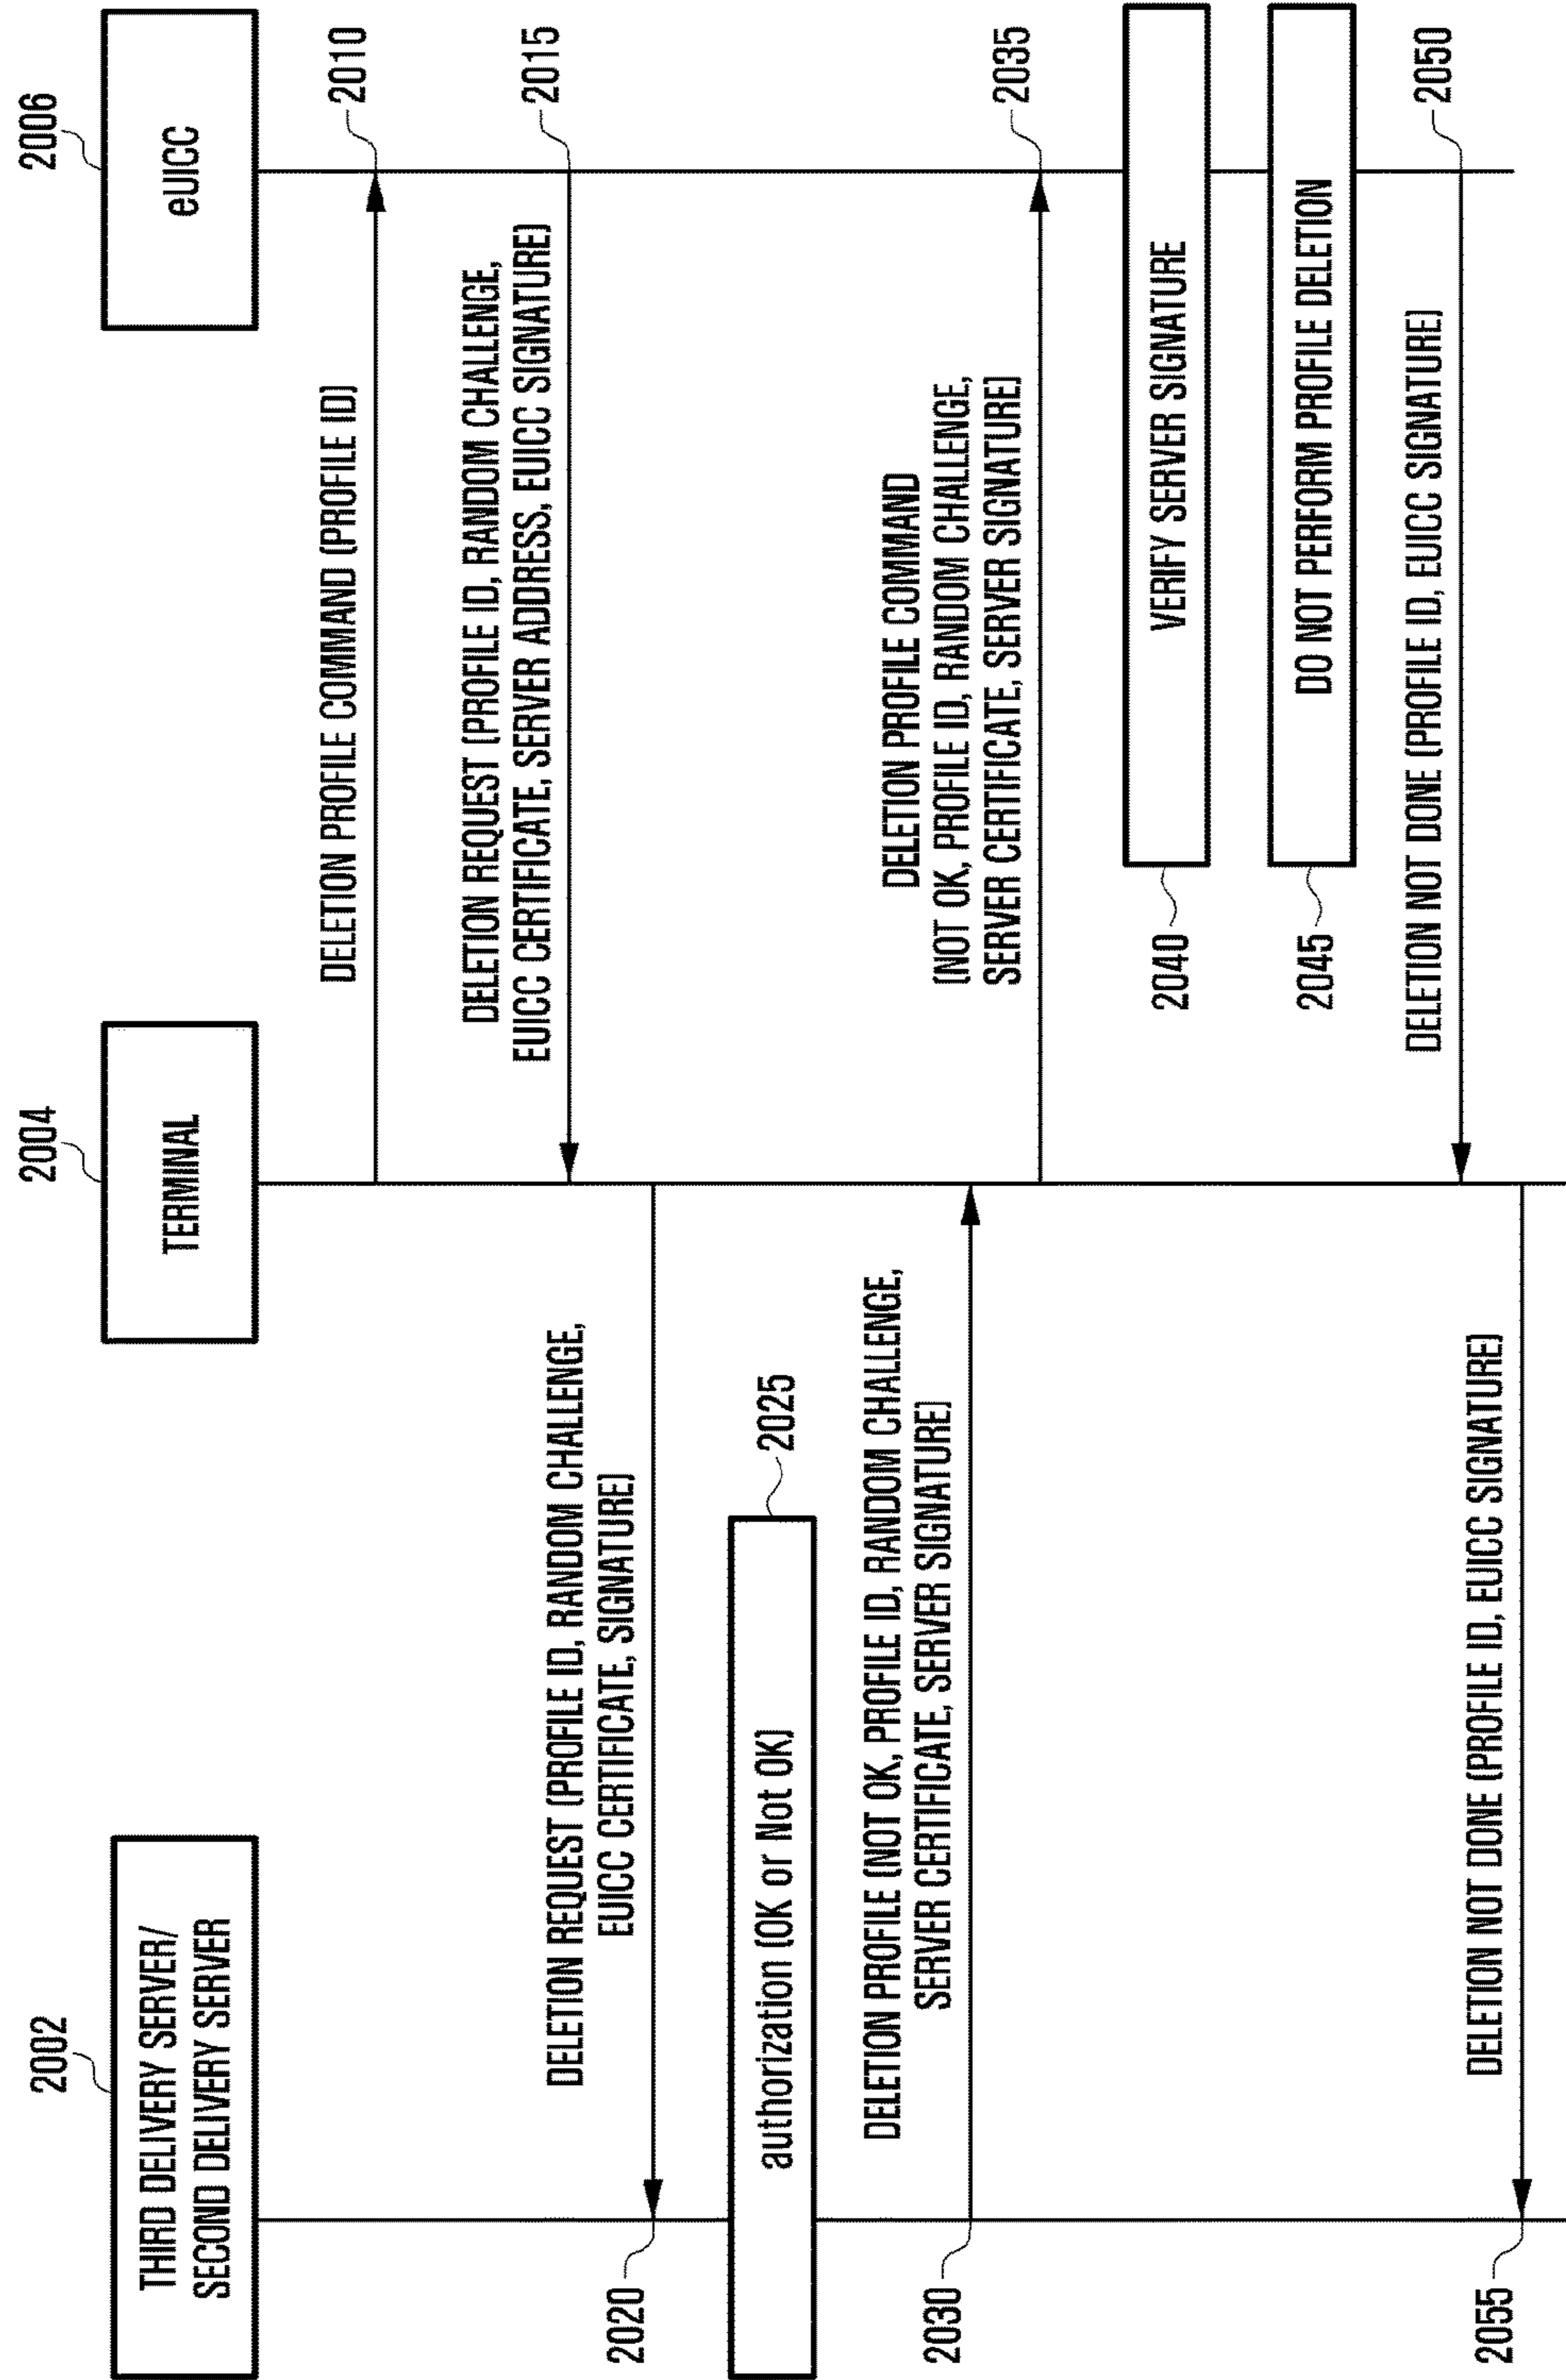 2002
THIRD DELIVERY SERVER/
SECOND DELIVERY SERVER
2004
TERMINAL
2006
eUICC
DELETION PROFILE COMMAND (PROFILE ID)
2010
DELETION REQUEST (PROFILE ID, RANDOM CHALLENGE,
EUICC CERTIFICATE, SERVER ADDRESS, EUICC SIGNATURE)
2015
DELETION REQUEST (PROFILE ID, RANDOM CHALLENGE,
EUICC CERTIFICATE, SIGNATURE)
2020
authorization (OK or Not OK)
2025
DELETION PROFILE (NOT OK, PROFILE ID, RANDOM CHALLENGE,
SERVER CERTIFICATE, SERVER SIGNATURE)
2030
DELETION PROFILE COMMAND
(NOT OK, PROFILE ID, RANDOM CHALLENGE,
SERVER CERTIFICATE, SERVER SIGNATURE)
2035
VERIFY SERVER SIGNATURE
2040
DO NOT PERFORM PROFILE DELETION
2045
DELETION NOT DONE (PROFILE ID, EUICC SIGNATURE)
2050
DELETION NOT DONE (PROFILE ID, EUICC SIGNATURE)
2055